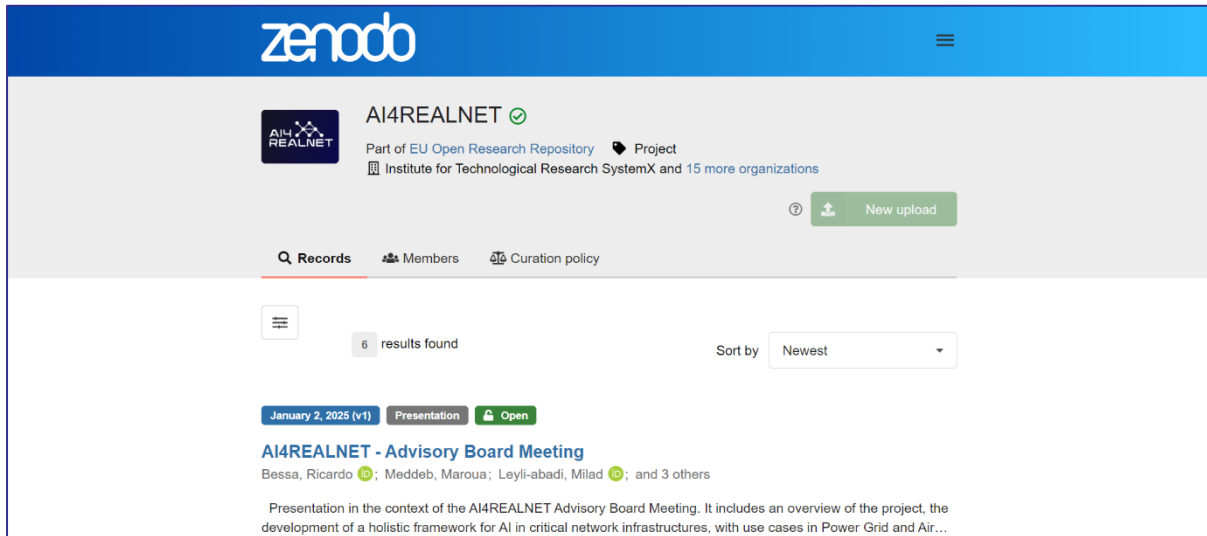 zenodo
AI4REALNET
AI4
REALNET
Part of EU Open Research Repository Project
Institute for Technological Research SystemX and 15 more organizations
New upload
Records Members Curation policy
6 results found
Sort by Newest
January 2, 2025 (v1) Presentation Open
AI4REALNET - Advisory Board Meeting
Bessa, Ricardo iD; Meddeb, Maroua; Leyli-abadi, Milad iD; and 3 others
Presentation in the context of the AI4REALNET Advisory Board Meeting. It includes an overview of the project, the
development of a holistic framework for AI in critical network infrastructures, with use cases in Power Grid and Air…